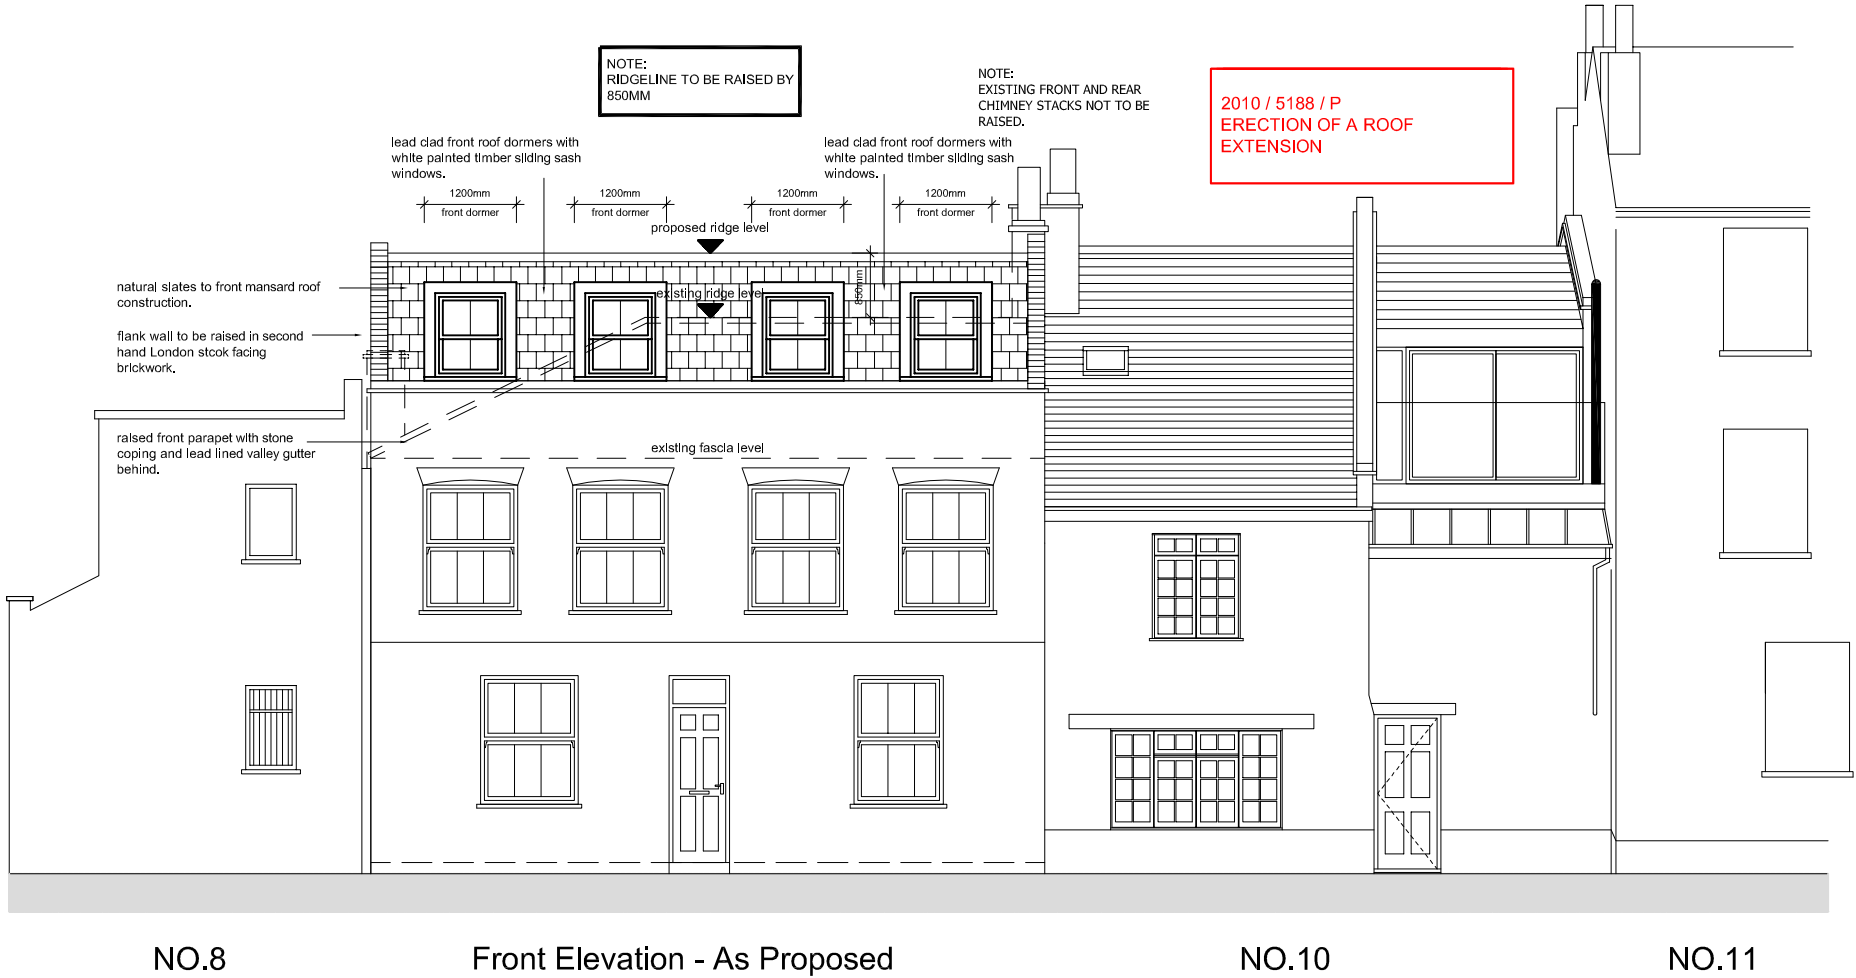 NOTE:
RIDGELINE TO BE RAISED BY
850MM
NOTE:
EXISTING FRONT AND REAR
CHIMNEY STACKS NOT TO BE
RAISED.
2010 / 5188 / P
ERECTION OF A ROOF
EXTENSION
lead clad front roof dormers with
white painted timber sliding sash
windows.
lead clad front roof dormers with
white painted timber sliding sash
windows.
1200mm
front dormer
1200mm
front dormer
1200mm
front dormer
1200mm
front dormer
proposed ridge level
850mm
existing ridge level
natural slates to front mansard roof
construction.
flank wall to be raised in second
hand London stcok facing
brickwork.
raised front parapet with stone
coping and lead lined valley gutter
behind.
existing fascia level
NO.8
Front Elevation - As Proposed
NO.10
NO.11